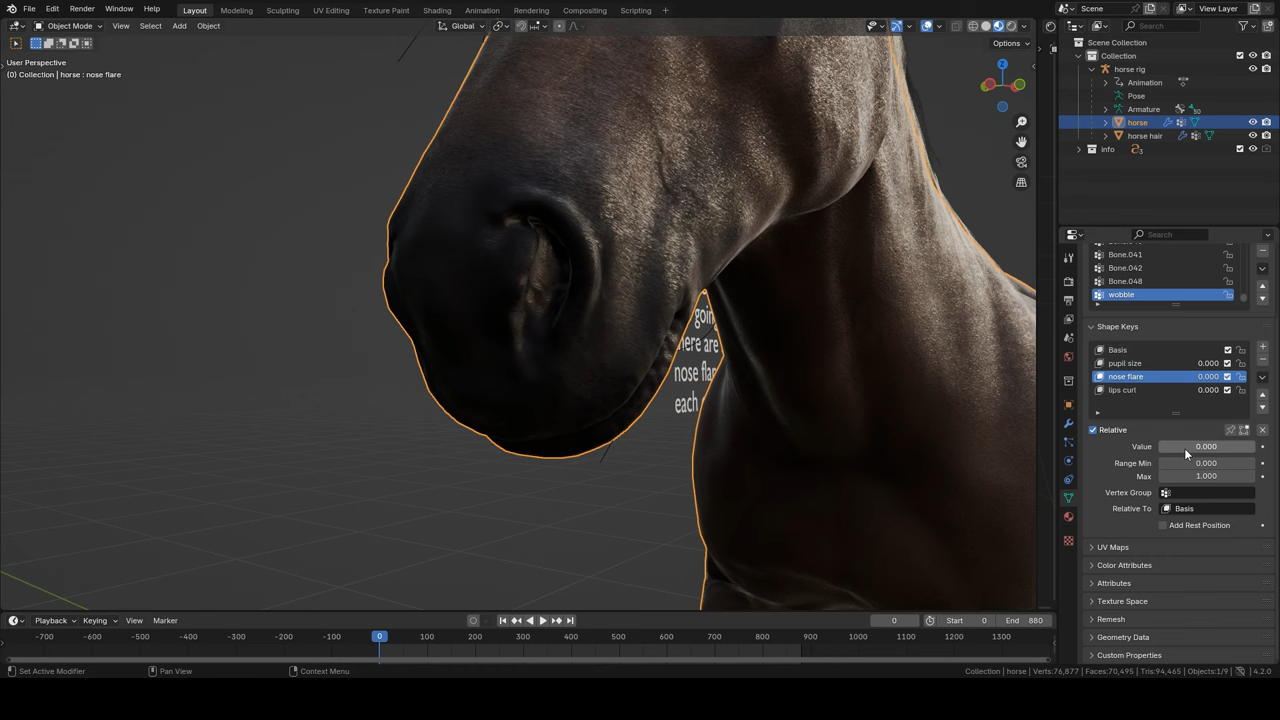 File Edit Render Window Help
Layout Modeling Sculpting UV Editing Texture Paint Shading Animation Rendering Compositing Scripting +
Scene
View Layer
Object Mode View Select Add Object
Global
Search
Options
User Perspective
(0) Collection | horse : nose flare
Z
going
here are
nose flar
each
Scene Collection
Collection
horse rig
Animation
Pose
Armature
50
horse
horse hair
info
3
Search
Bone.041
Bone.042
Bone.048
wobble
Shape Keys
Basis
pupil size 0.000
nose flare 0.000
lips curl 0.000
Relative
Value 0.000
Range Min 0.000
Max 1.000
Vertex Group
Relative To Basis
Add Rest Position
UV Maps
Color Attributes
Attributes
Texture Space
Remesh
Geometry Data
Custom Properties
Playback Keying View Marker
0 Start 0 End 880
-700 -600 -500 -400 -300 -200 -100 0 100 200 300 400 500 600 700 800 900 1000 1100 1200 1300
Set Active Modifier Pan View Context Menu
Collection | horse | Verts:76,877 | Faces:70,495 | Tris:94,465 | Objects:1/9 | 4.2.0